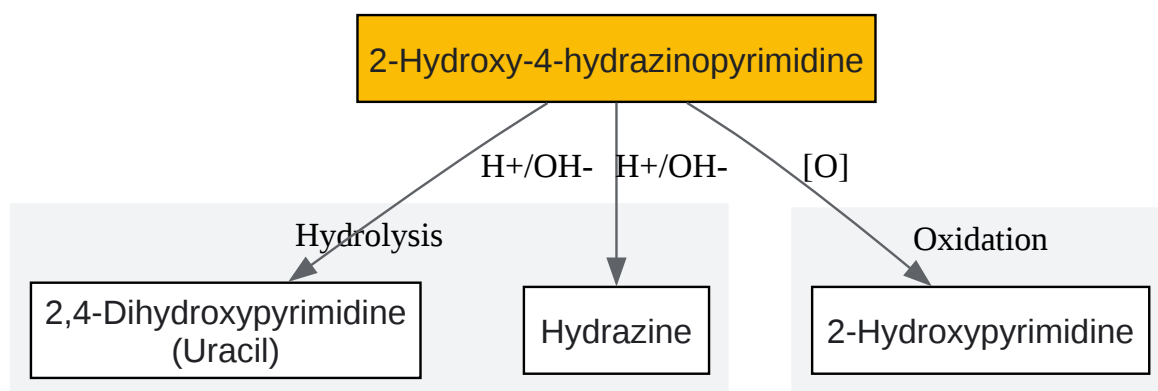 2-Hydroxy-4-hydrazinopyrimidine
H+/OH-
H+/OH-
[O]
Hydrolysis
Oxidation
2,4-Dihydroxypyrimidine
(Uracil)
Hydrazine
2-Hydroxypyrimidine